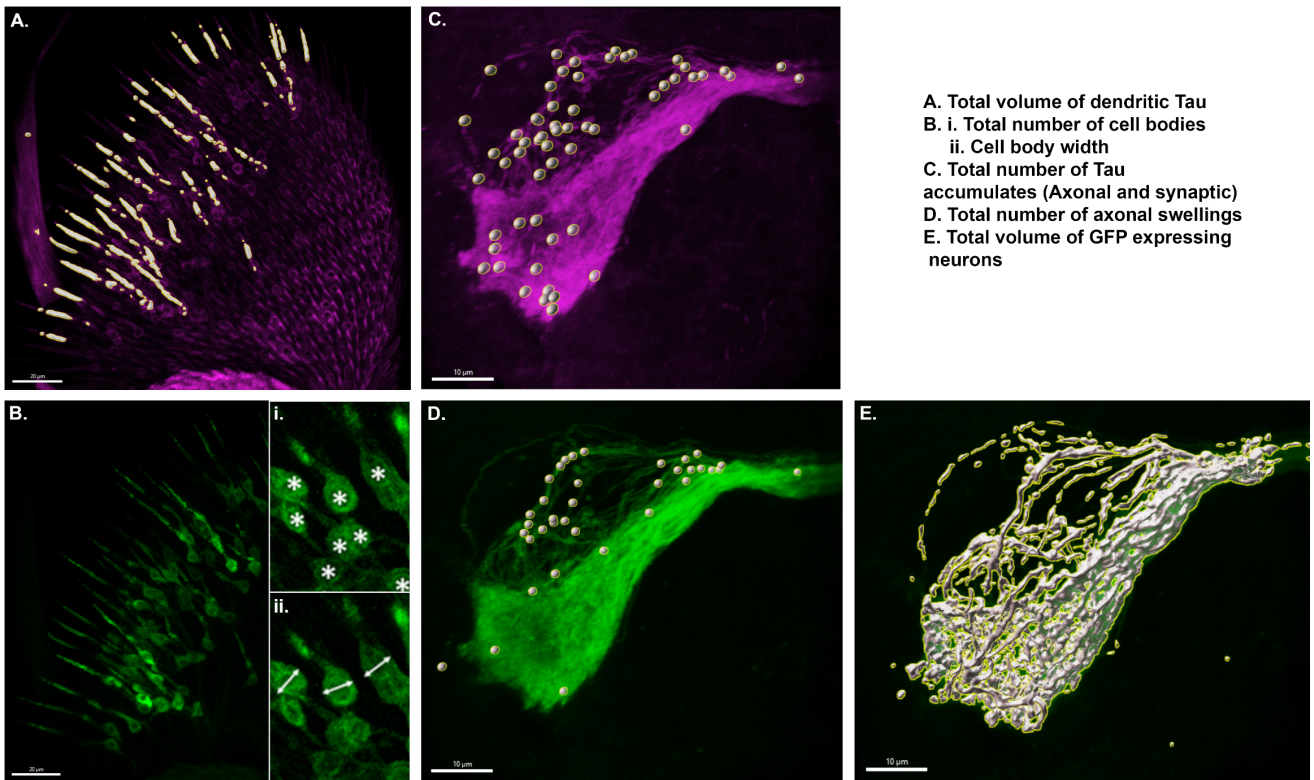 A.
20 µm
C.
10 µm
A. Total volume of dendritic Tau
B. i. Total number of cell bodies
ii. Cell body width
C. Total number of Tau
accumulates (Axonal and synaptic)
D. Total number of axonal swellings
E. Total volume of GFP expressing
neurons
B.
20 µm
i.
* * * * * * * *
ii.
D.
10 µm
E.
10 µm